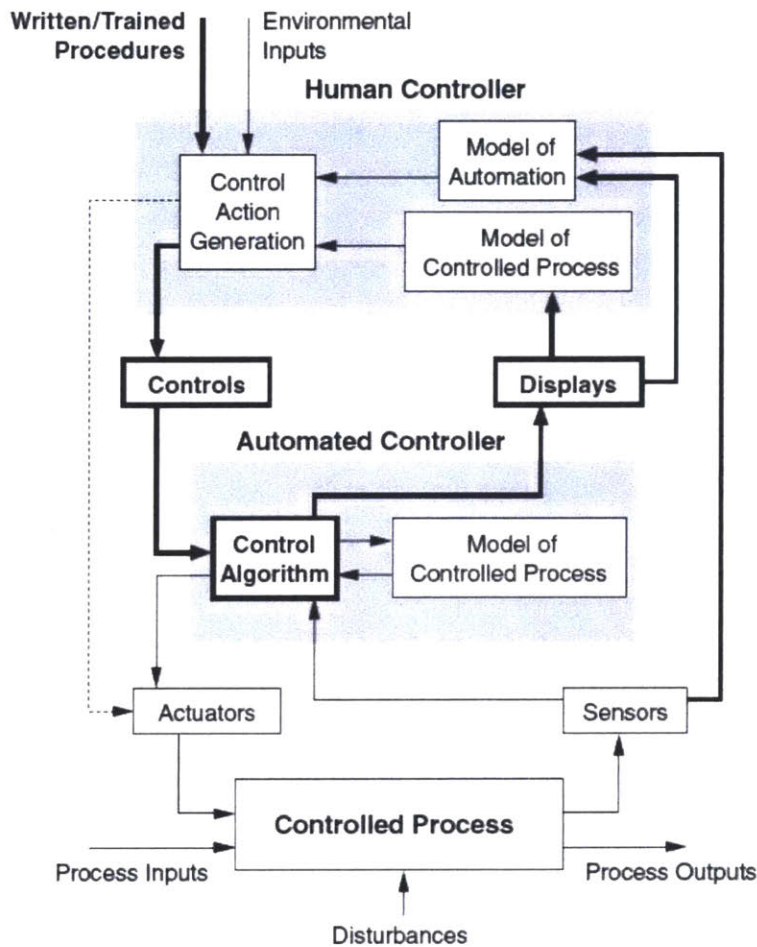 Written/Trained
Procedures
Environmental
Inputs
Human Controller
Control
Action
Generation
Model of
Automation
Model of
Controlled Process
Controls
Displays
Automated Controller
Control
Algorithm
Model of
Controlled Process
Actuators
Sensors
Controlled Process
Process Inputs
Process Outputs
Disturbances